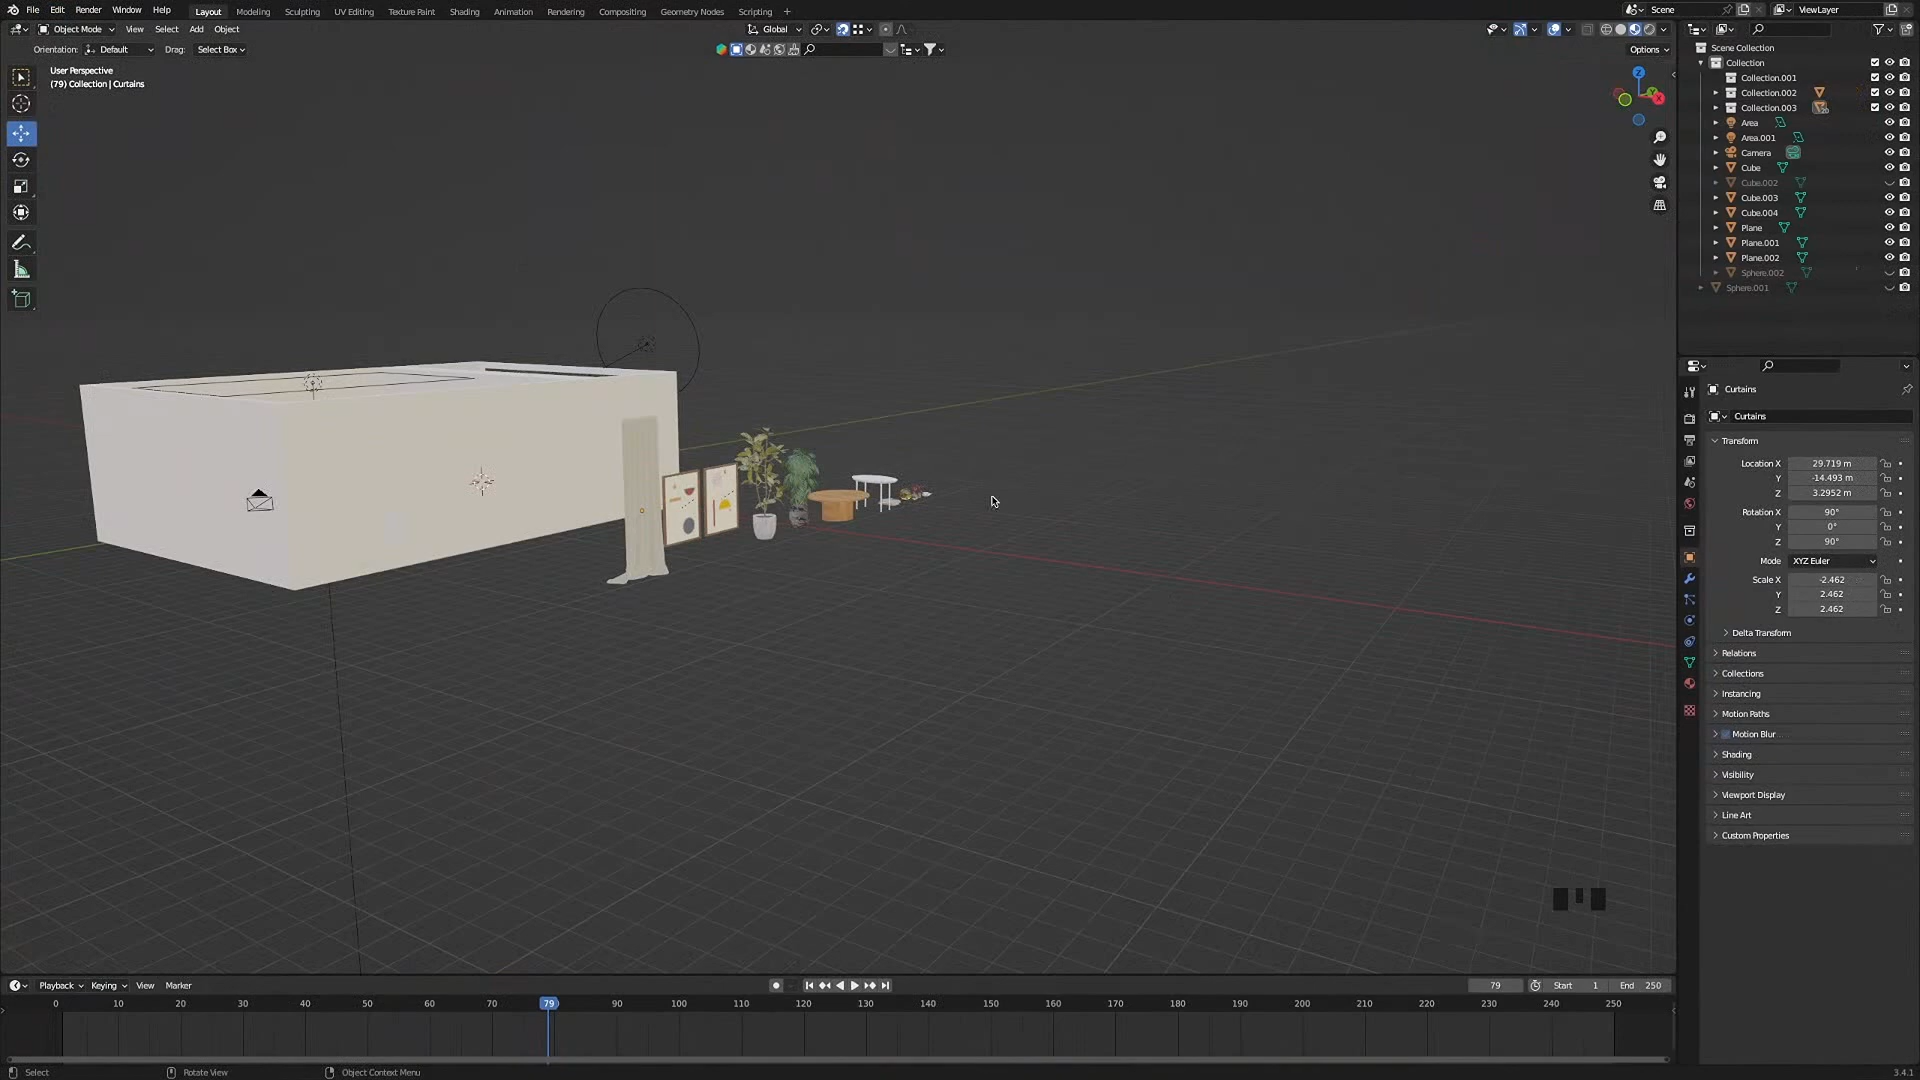 File Edit Render Window Help Layout Modeling Sculpting UV Editing Texture Paint Shading Animation Rendering Compositing Geometry Nodes Scripting + Scene ViewLayer
Object Mode View Select Add Object Global
Orientation: Default Drag: Select Box Options
User Perspective
(79) Collection | Curtains
Z
X
Scene Collection
Collection
Collection.001
Collection.002
Collection.003
Area
Area.001
Camera
Cube
Cube.002
Cube.003
Cube.004
Plane
Plane.001
Plane.002
Sphere.002
Sphere.001
Curtains
Curtains
Transform
Location X 29.719 m
Y -14.493 m
Z 3.2952 m
Rotation X 90°
Y 0°
Z 90°
Mode XYZ Euler
Scale X -2.462
Y 2.462
Z 2.462
Delta Transform
Relations
Collections
Instancing
Motion Paths
Motion Blur
Shading
Visibility
Viewport Display
Line Art
Custom Properties
Playback Keying View Marker 79 Start 1 End 250
0 10 20 30 40 50 60 70 79 90 100 110 120 130 140 150 160 170 180 190 200 210 220 230 240 250
Select Rotate View Object Context Menu 3.4.1